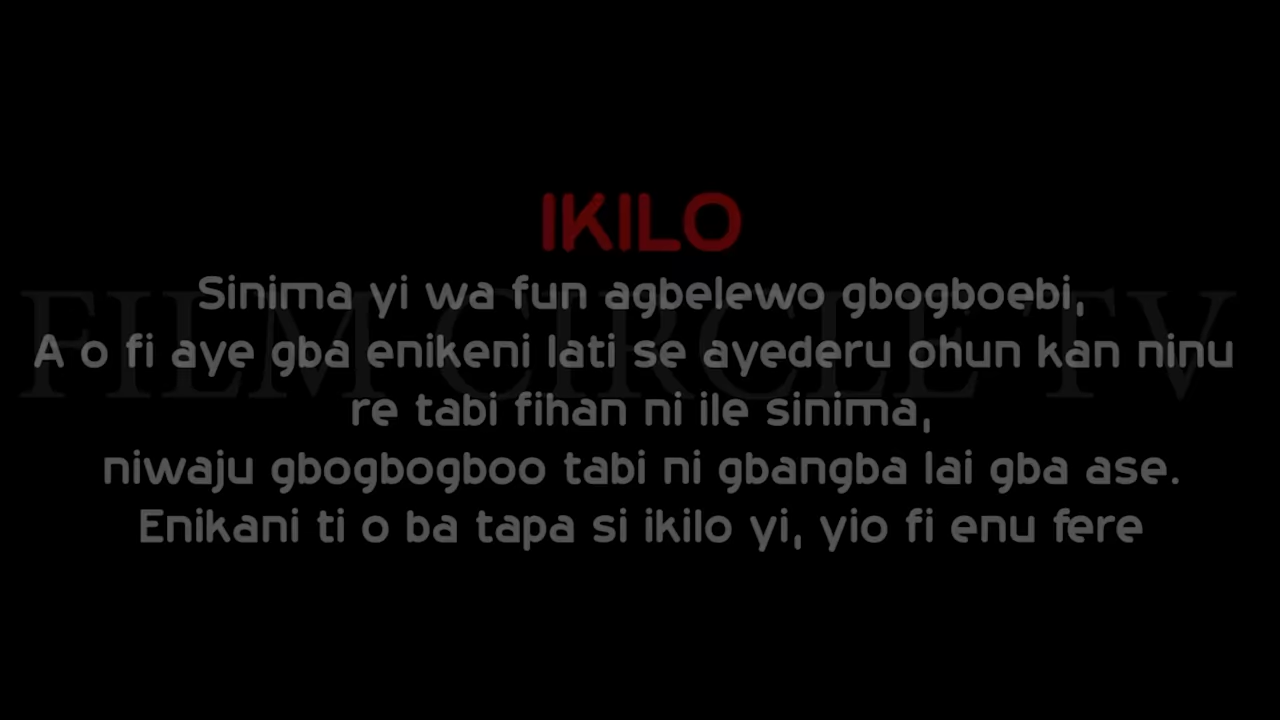 IKILO
Sinima yi wa fun agbelewo gbogboebi,
FILM CIRCLE TV
A o fi aye gba enikeni lati se ayederu ohun kan ninu
re tabi fihan ni ile sinima,
niwaju gbogbogboo tabi ni gbangba lai gba ase.
Enikani ti o ba tapa si ikilo yi, yio fi enu fere